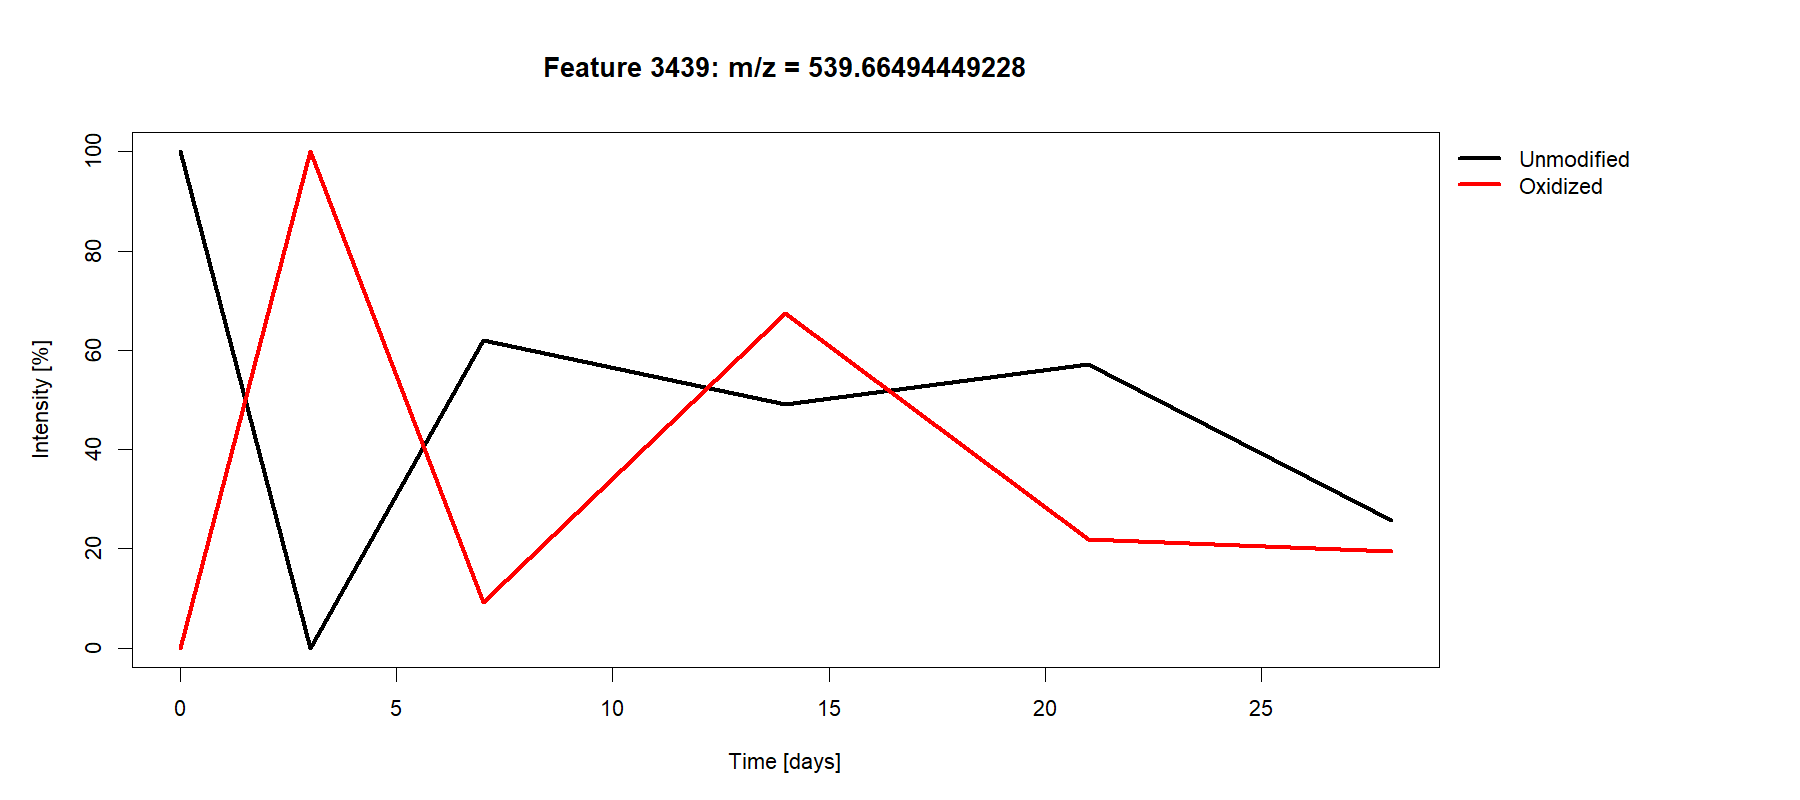 Feature 3439: m/z = 539.66494449228
Unmodified
Oxidized
Intensity [%]
100
80
60
40
20
0
0 5 10 15 20 25
Time [days]